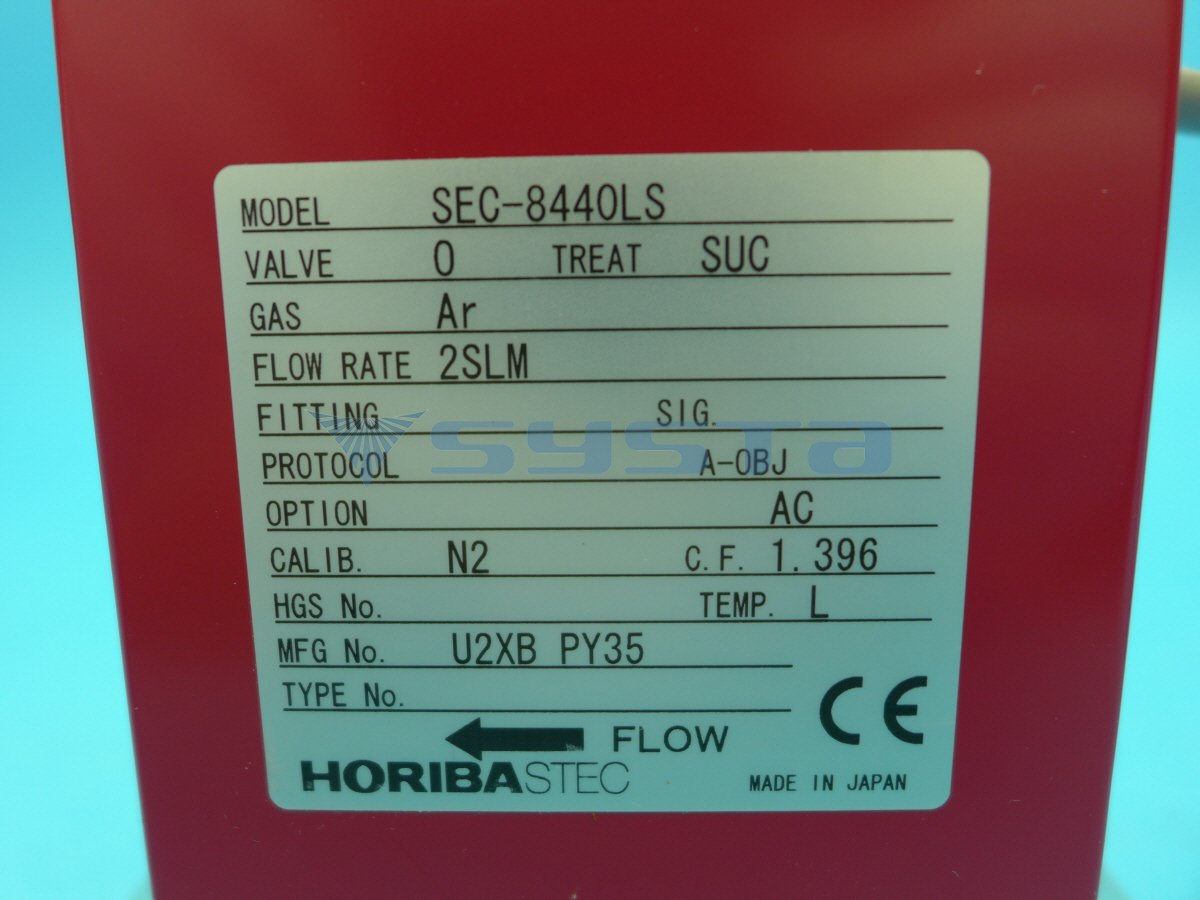 MODEL SEC-8440LS
VALVE O TREAT SUC
GAS Ar
FLOW RATE 2SLM
FITTING SIG.
systa
PROTOCOL A-OBJ
OPTION AC
CALIB. N2 C.F. 1.396
HGS No. TEMP. L
MFG No. U2XB PY35
TYPE No.
CE
FLOW
HORIBASTEC
MADE IN JAPAN